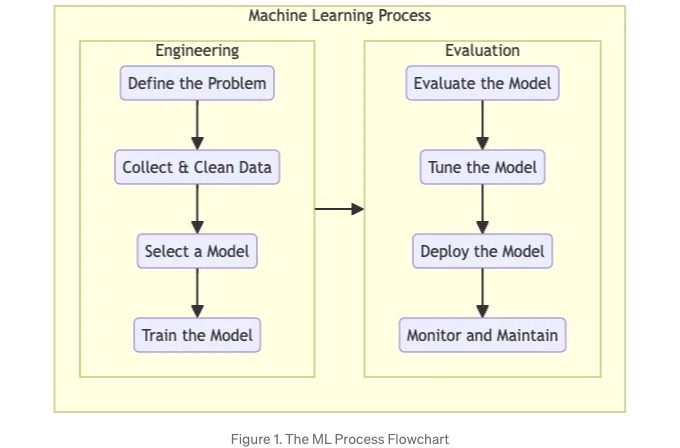 Machine Learning Process
Engineering
Define the Problem
Collect & Clean Data
Select a Model
Train the Model
Evaluation
Evaluate the Model
Tune the Model
Deploy the Model
Monitor and Maintain
Figure 1. The ML Process Flowchart